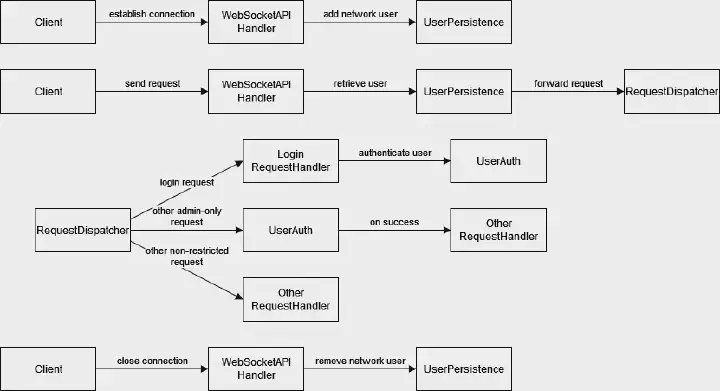 establish connection
add network user
Client
WebSocketAPI
Handler
UserPersistence
send request
retrieve user
forward request
Client
WebSocketAPI
Handler
UserPersistence
RequestDispatcher
Login
RequestHandler
authenticate user
UserAuth
login request
RequestDispatcher
other admin-only
request
UserAuth
on success
Other
RequestHandler
other non-restricted
request
Other
RequestHandler
close connection
remove network user
Client
WebSocketAPI
Handler
UserPersistence